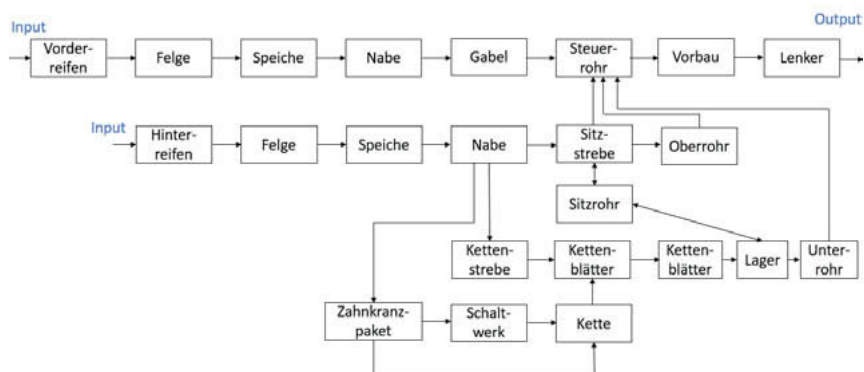 Input
Output
Vorder-
reifen
Felge
Speiche
Nabe
Gabel
Steuer-
rohr
Vorbau
Lenker
Input
Hinter-
reifen
Felge
Speiche
Nabe
Sitz-
strebe
Oberrohr
Sitzrohr
Ketten-
strebe
Ketten-
blätter
Ketten-
blätter
Lager
Unter-
rohr
Zahnkranz-
paket
Schalt-
werk
Kette